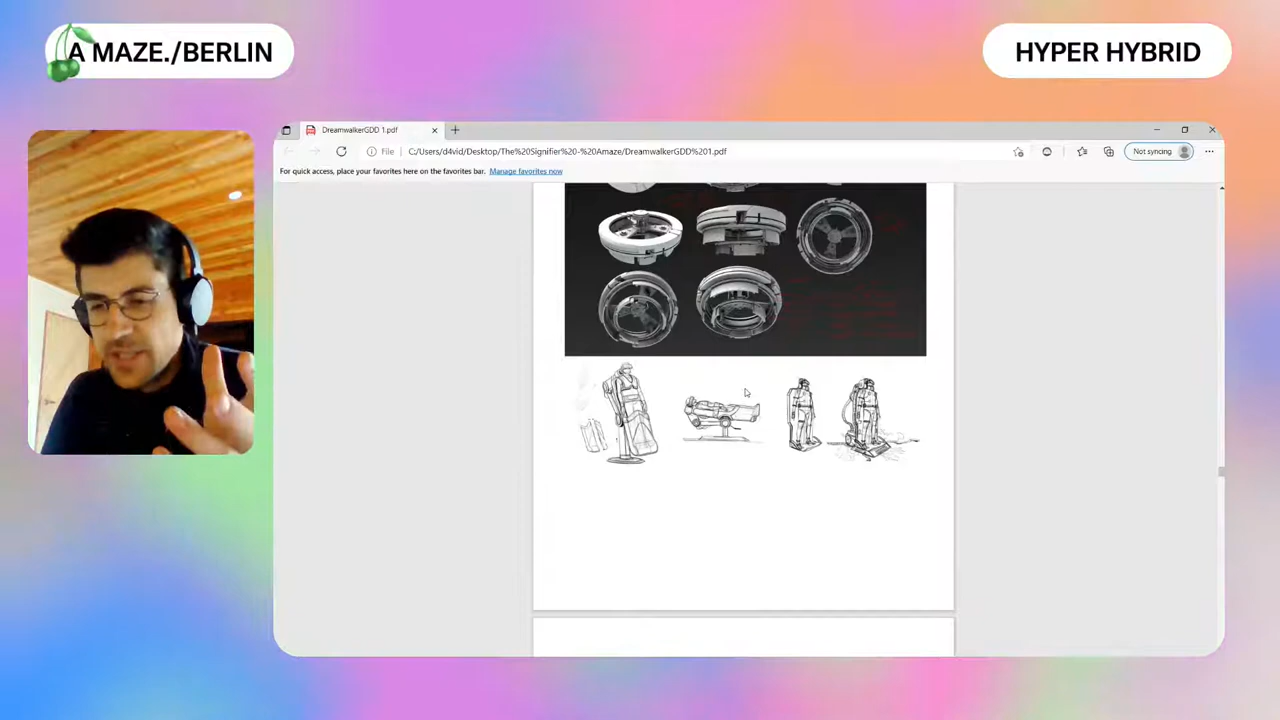 A MAZE./BERLIN
HYPER HYBRID
DreamwalkerGDD 1.pdf
File
C:/Users/d4vid/Desktop/The%20Signifier%20-%20Amaze/DreamwalkerGDD%201.pdf
Not syncing
For quick access, place your favorites here on the favorites bar. Manage favorites now